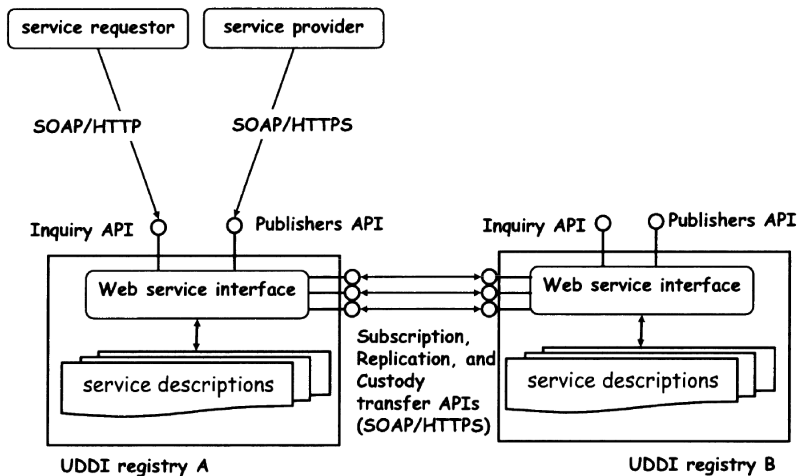 service requestor
service provider
SOAP/HTTP
SOAP/HTTPS
Inquiry API
Publishers API
Inquiry API
Publishers API
Web service interface
Web service interface
service descriptions
Subscription,
Replication, and
Custody
transfer APIs
(SOAP/HTTPS)
service descriptions
UDDI registry A
UDDI registry B